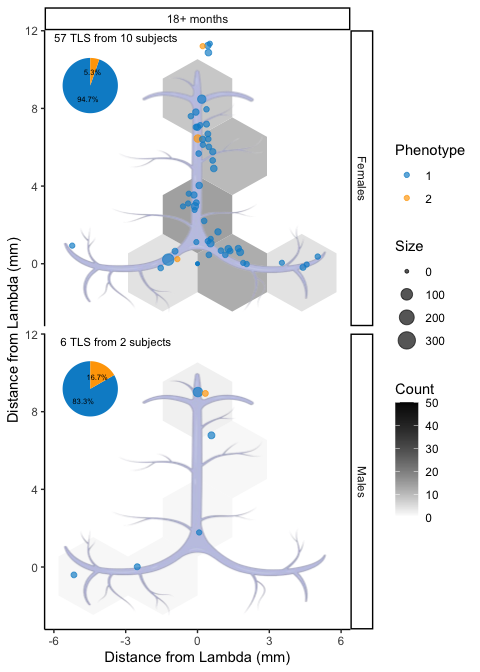 18+ months
57 TLS from 10 subjects
5.3%
94.7%
Females
12
8
4
0
6 TLS from 2 subjects
16.7%
83.3%
Males
12
8
4
0
-6 -3 0 3 6
Distance from Lambda (mm)
Distance from Lambda (mm)
Phenotype
1
2
Size
0
100
200
300
Count
50
40
30
20
10
0